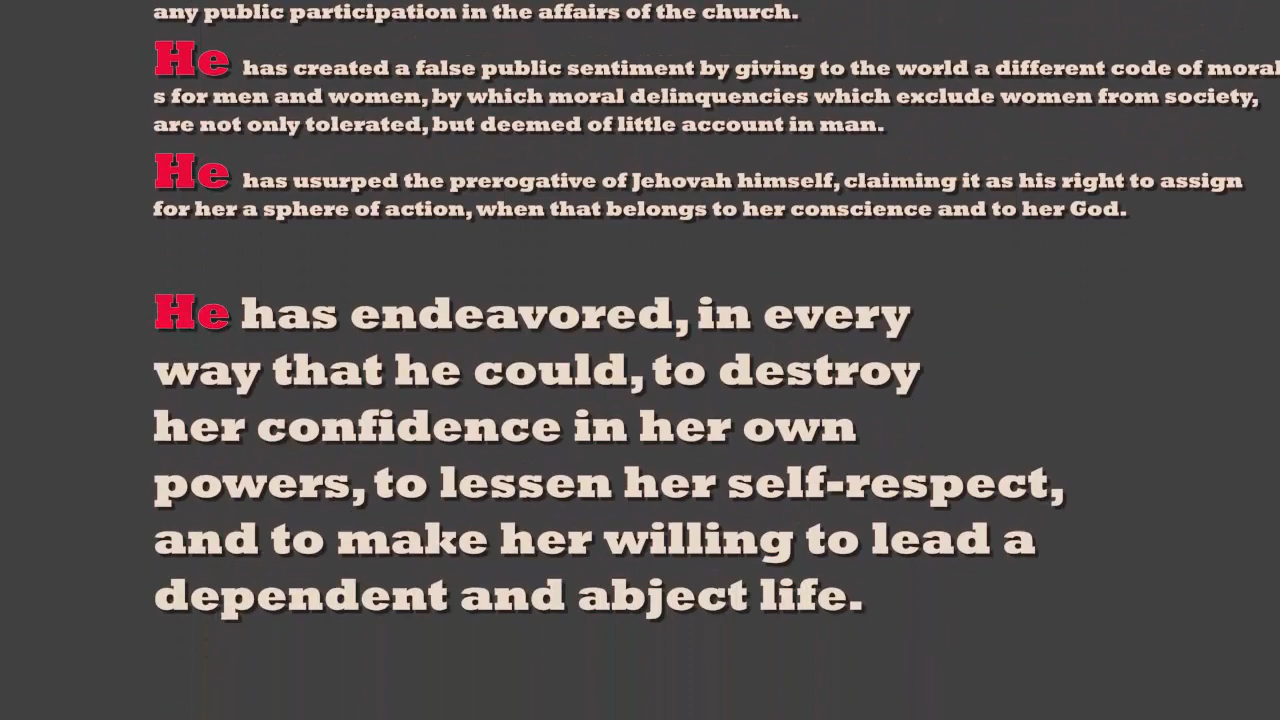 any public participation in the affairs of the church.
He has created a false public sentiment by giving to the world a different code of moral
s for men and women, by which moral delinquencies which exclude women from society,
are not only tolerated, but deemed of little account in man.
He has usurped the prerogative of Jehovah himself, claiming it as his right to assign
for her a sphere of action, when that belongs to her conscience and to her God.
He has endeavored, in every
way that he could, to destroy
her confidence in her own
powers, to lessen her self-respect,
and to make her willing to lead a
dependent and abject life.